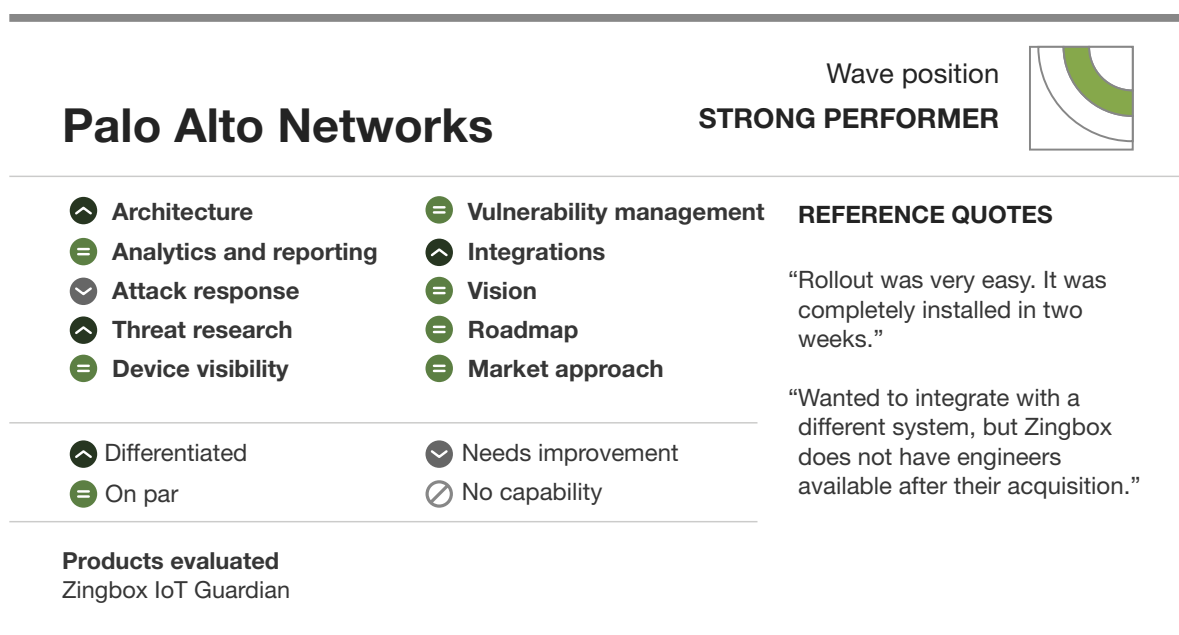 Wave position
Palo Alto Networks
STRONG PERFORMER
Architecture
Analytics and reporting
Attack response
Threat research
Device visibility
Vulnerability management
Integrations
Vision
Roadmap
Market approach
Differentiated
On par
Needs improvement
No capability
REFERENCE QUOTES
“Rollout was very easy. It was
completely installed in two
weeks.”
“Wanted to integrate with a
different system, but Zingbox
does not have engineers
available after their acquisition.”
Products evaluated
Zingbox IoT Guardian